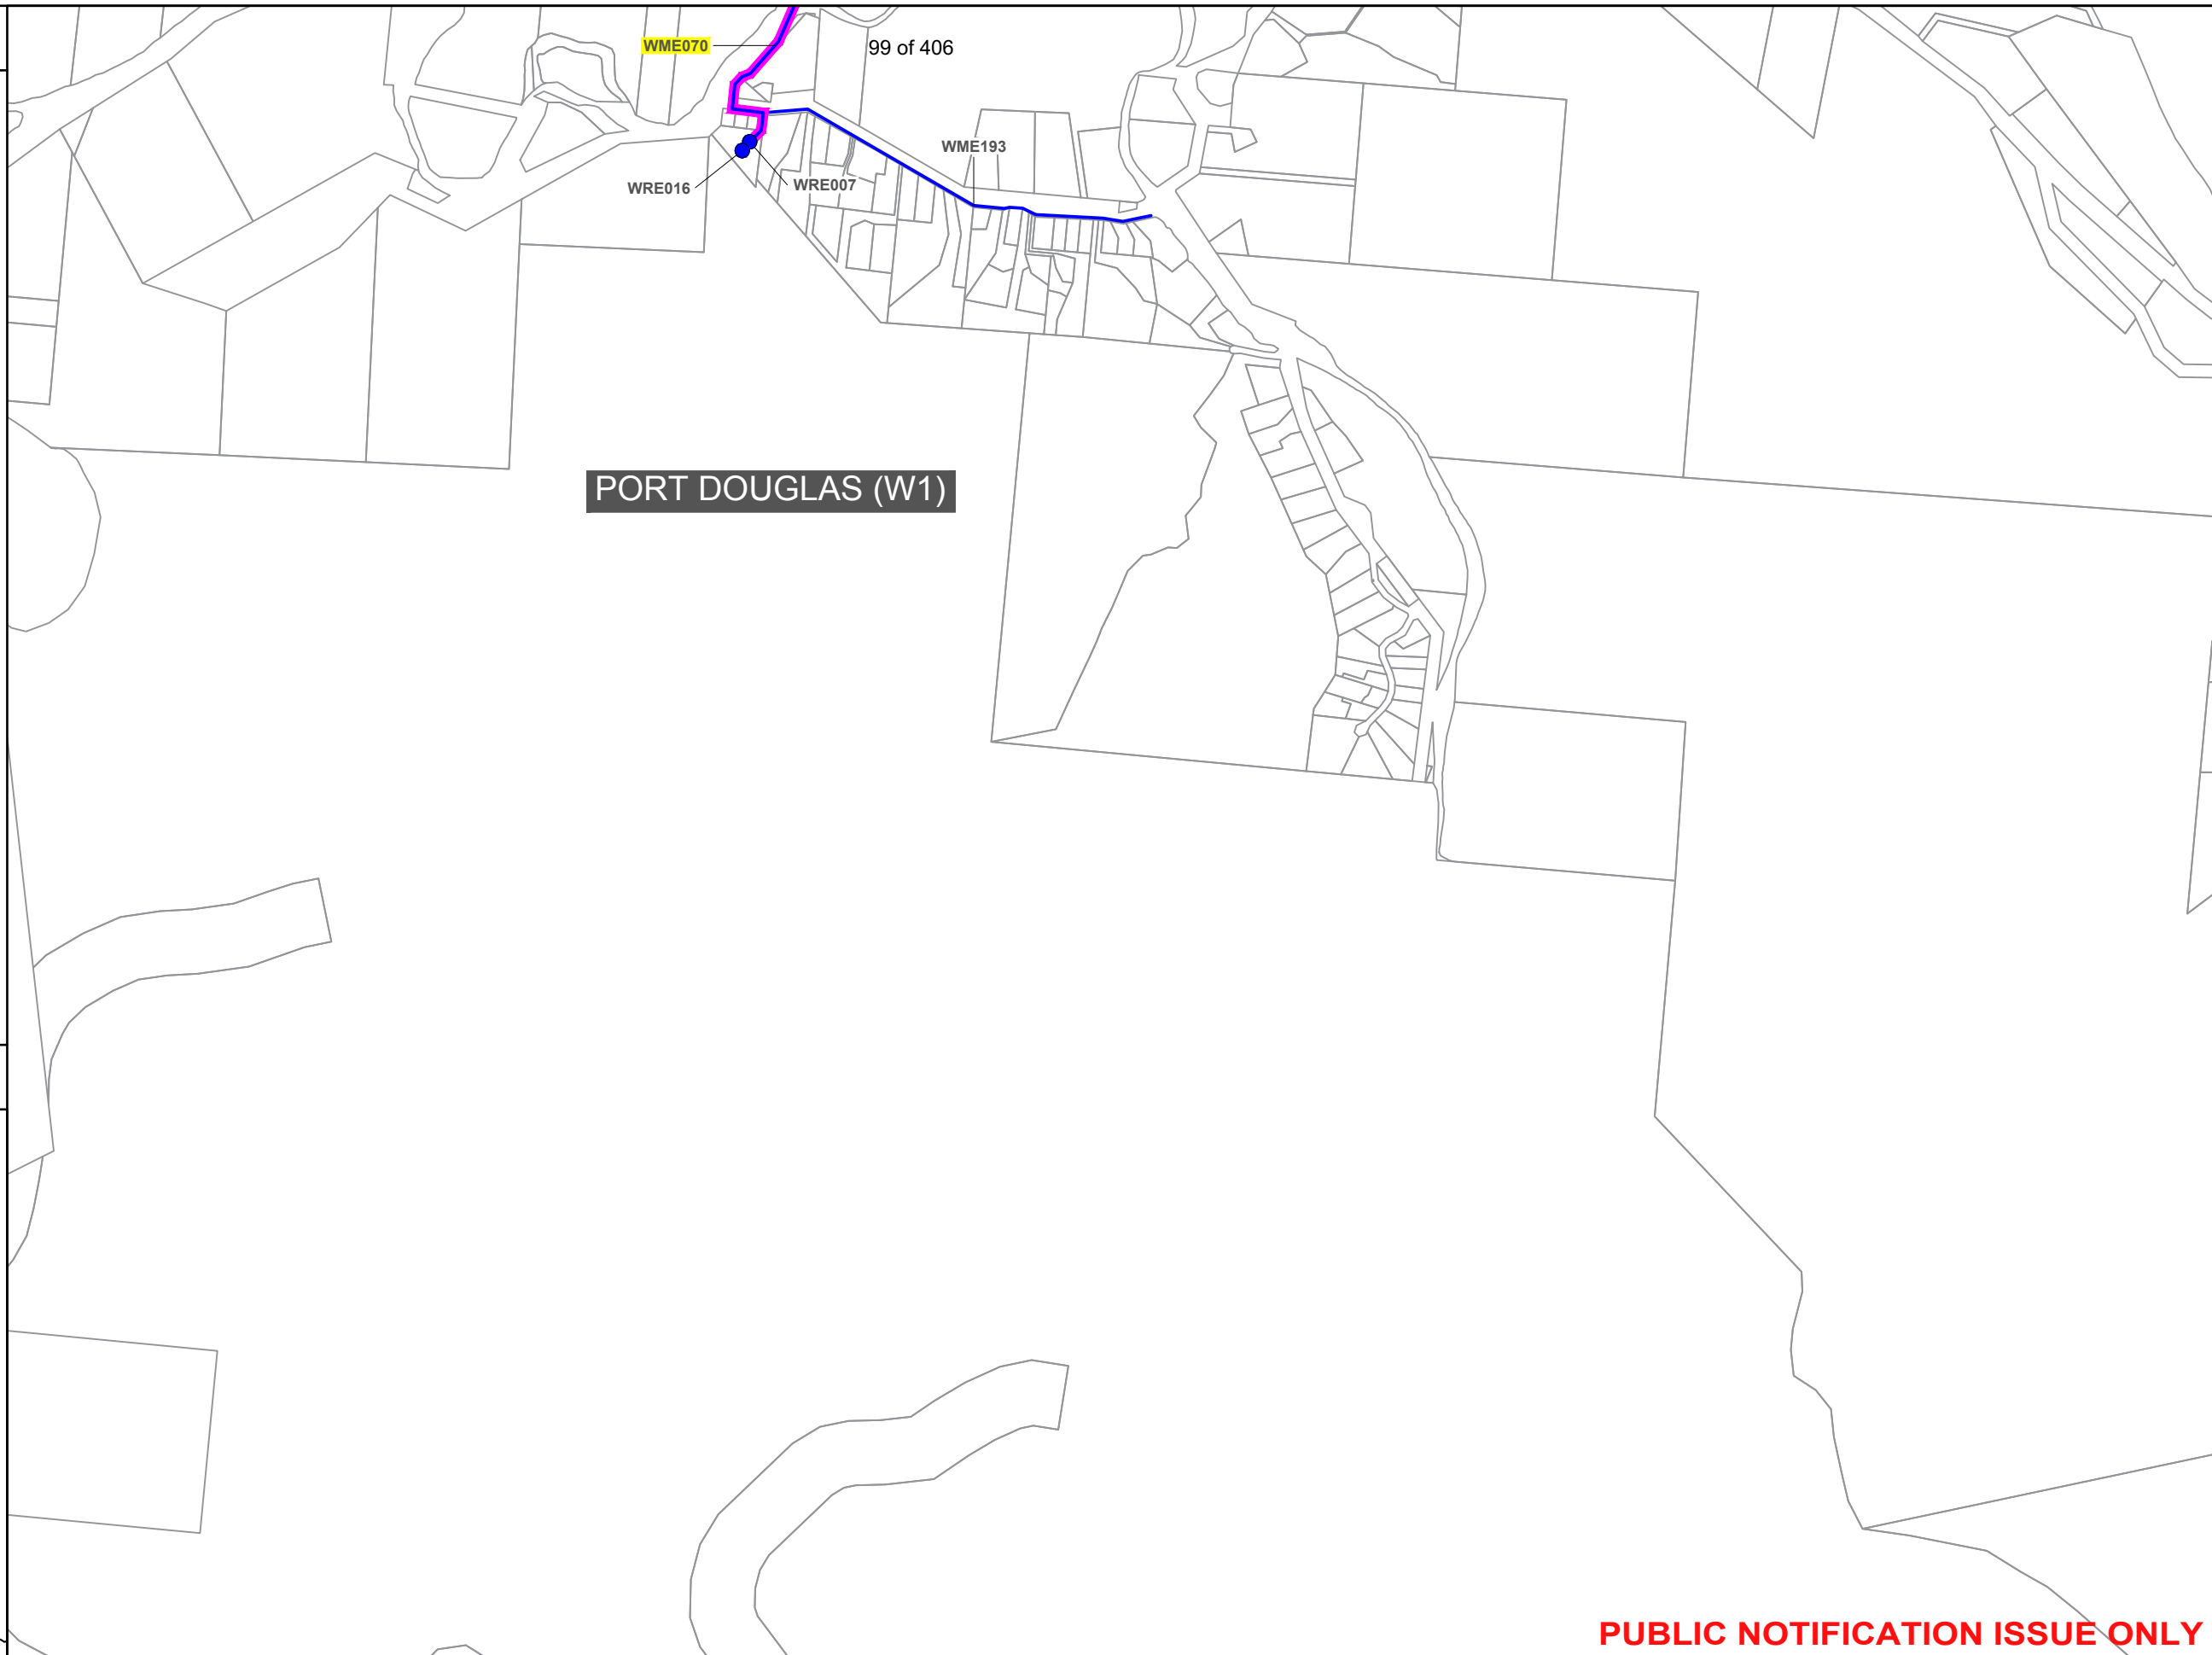 WME070
99 of 406
WME193
WRE016
WRE007
PORT DOUGLAS (W1)
PUBLIC NOTIFICATION ISSUE ONLY